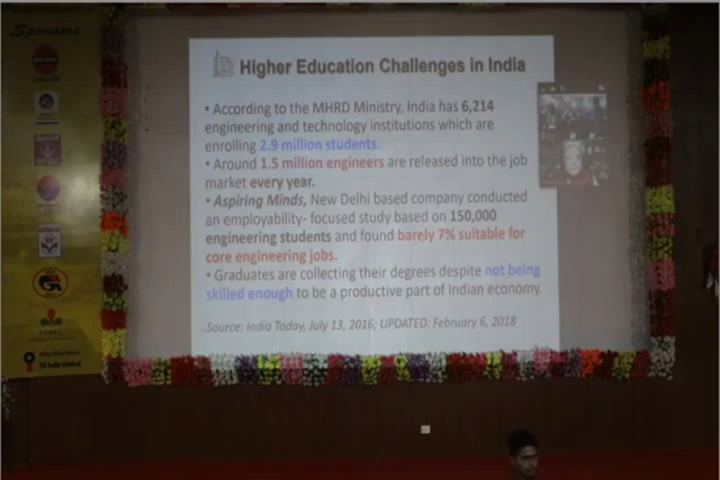 Sponsors
Higher Education Challenges in India
• According to the MHRD Ministry, India has 6,214
engineering and technology institutions which are
enrolling 2.9 million students.
• Around 1.5 million engineers are released into the job
market every year.
• Aspiring Minds, New Delhi based company conducted
an employability- focused study based on 150,000
engineering students and found barely 7% suitable for
core engineering jobs.
• Graduates are collecting their degrees despite not being
skilled enough to be a productive part of Indian economy.
Source: India Today, July 13, 2016; UPDATED: February 6, 2018